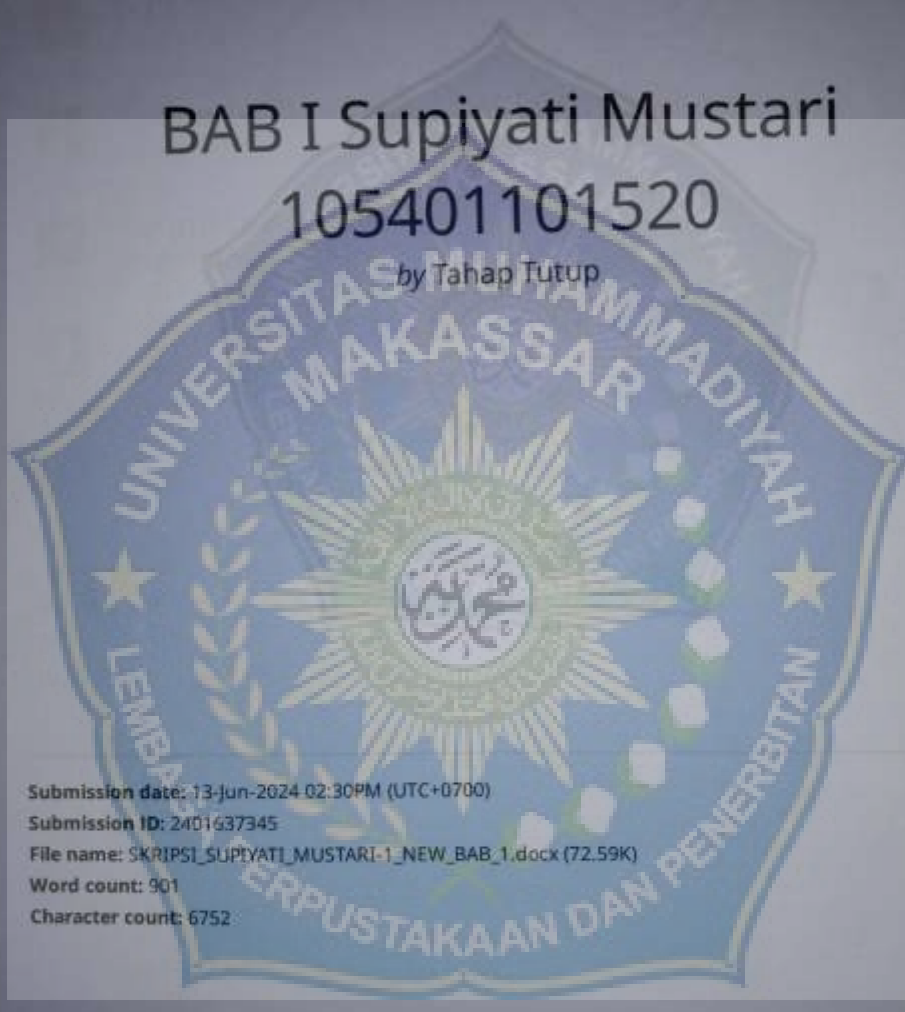 BAB I Supiyati Mustari
105401101520
by Tahap Tutup
UNIVERSITAS MUHAMMADIYAH
MAKASSAR
LEMBAGA PERPUSTAKAAN DAN PENERBITAN
Submission date: 13-Jun-2024 02:30PM (UTC+0700)
Submission ID: 2401637345
File name: SKRIPSI_SUPIYATI_MUSTARI-1_NEW_BAB_1.docx (72.59K)
Word count: 901
Character count: 6752